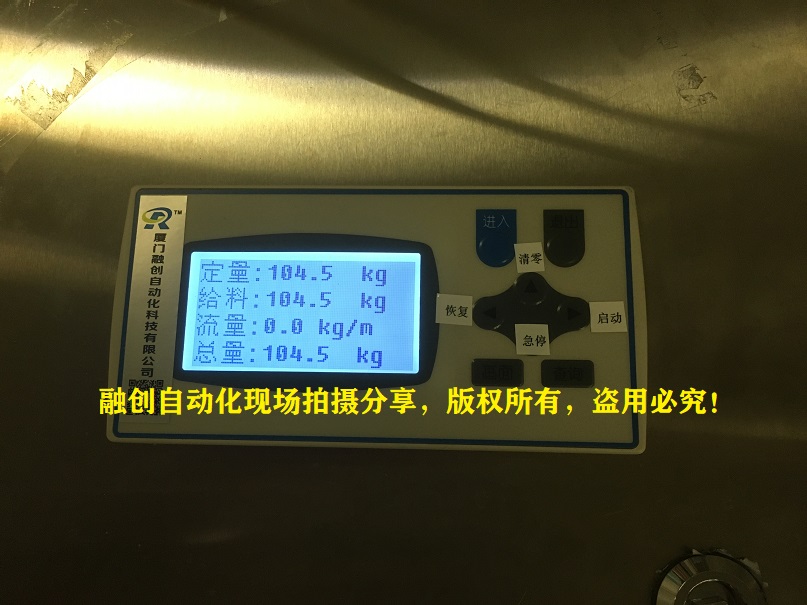 厦门融创自动化科技有限公司
定量:104.5 kg
给料:104.5 kg
流量:0.0 kg/m
总量:104.5 kg
进入
退出
清零
恢复
启动
急停
融创自动化现场拍摄分享，版权所有，盗用必究！